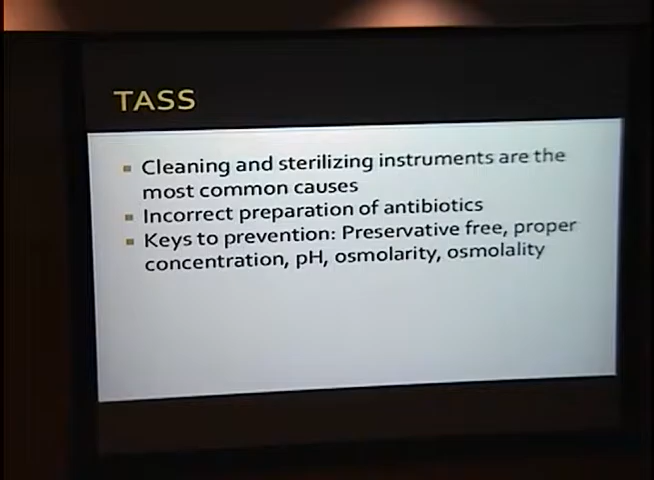 TASS
Cleaning and sterilizing instruments are the
most common causes
Incorrect preparation of antibiotics
Keys to prevention: Preservative free, proper
concentration, pH, osmolarity, osmolality